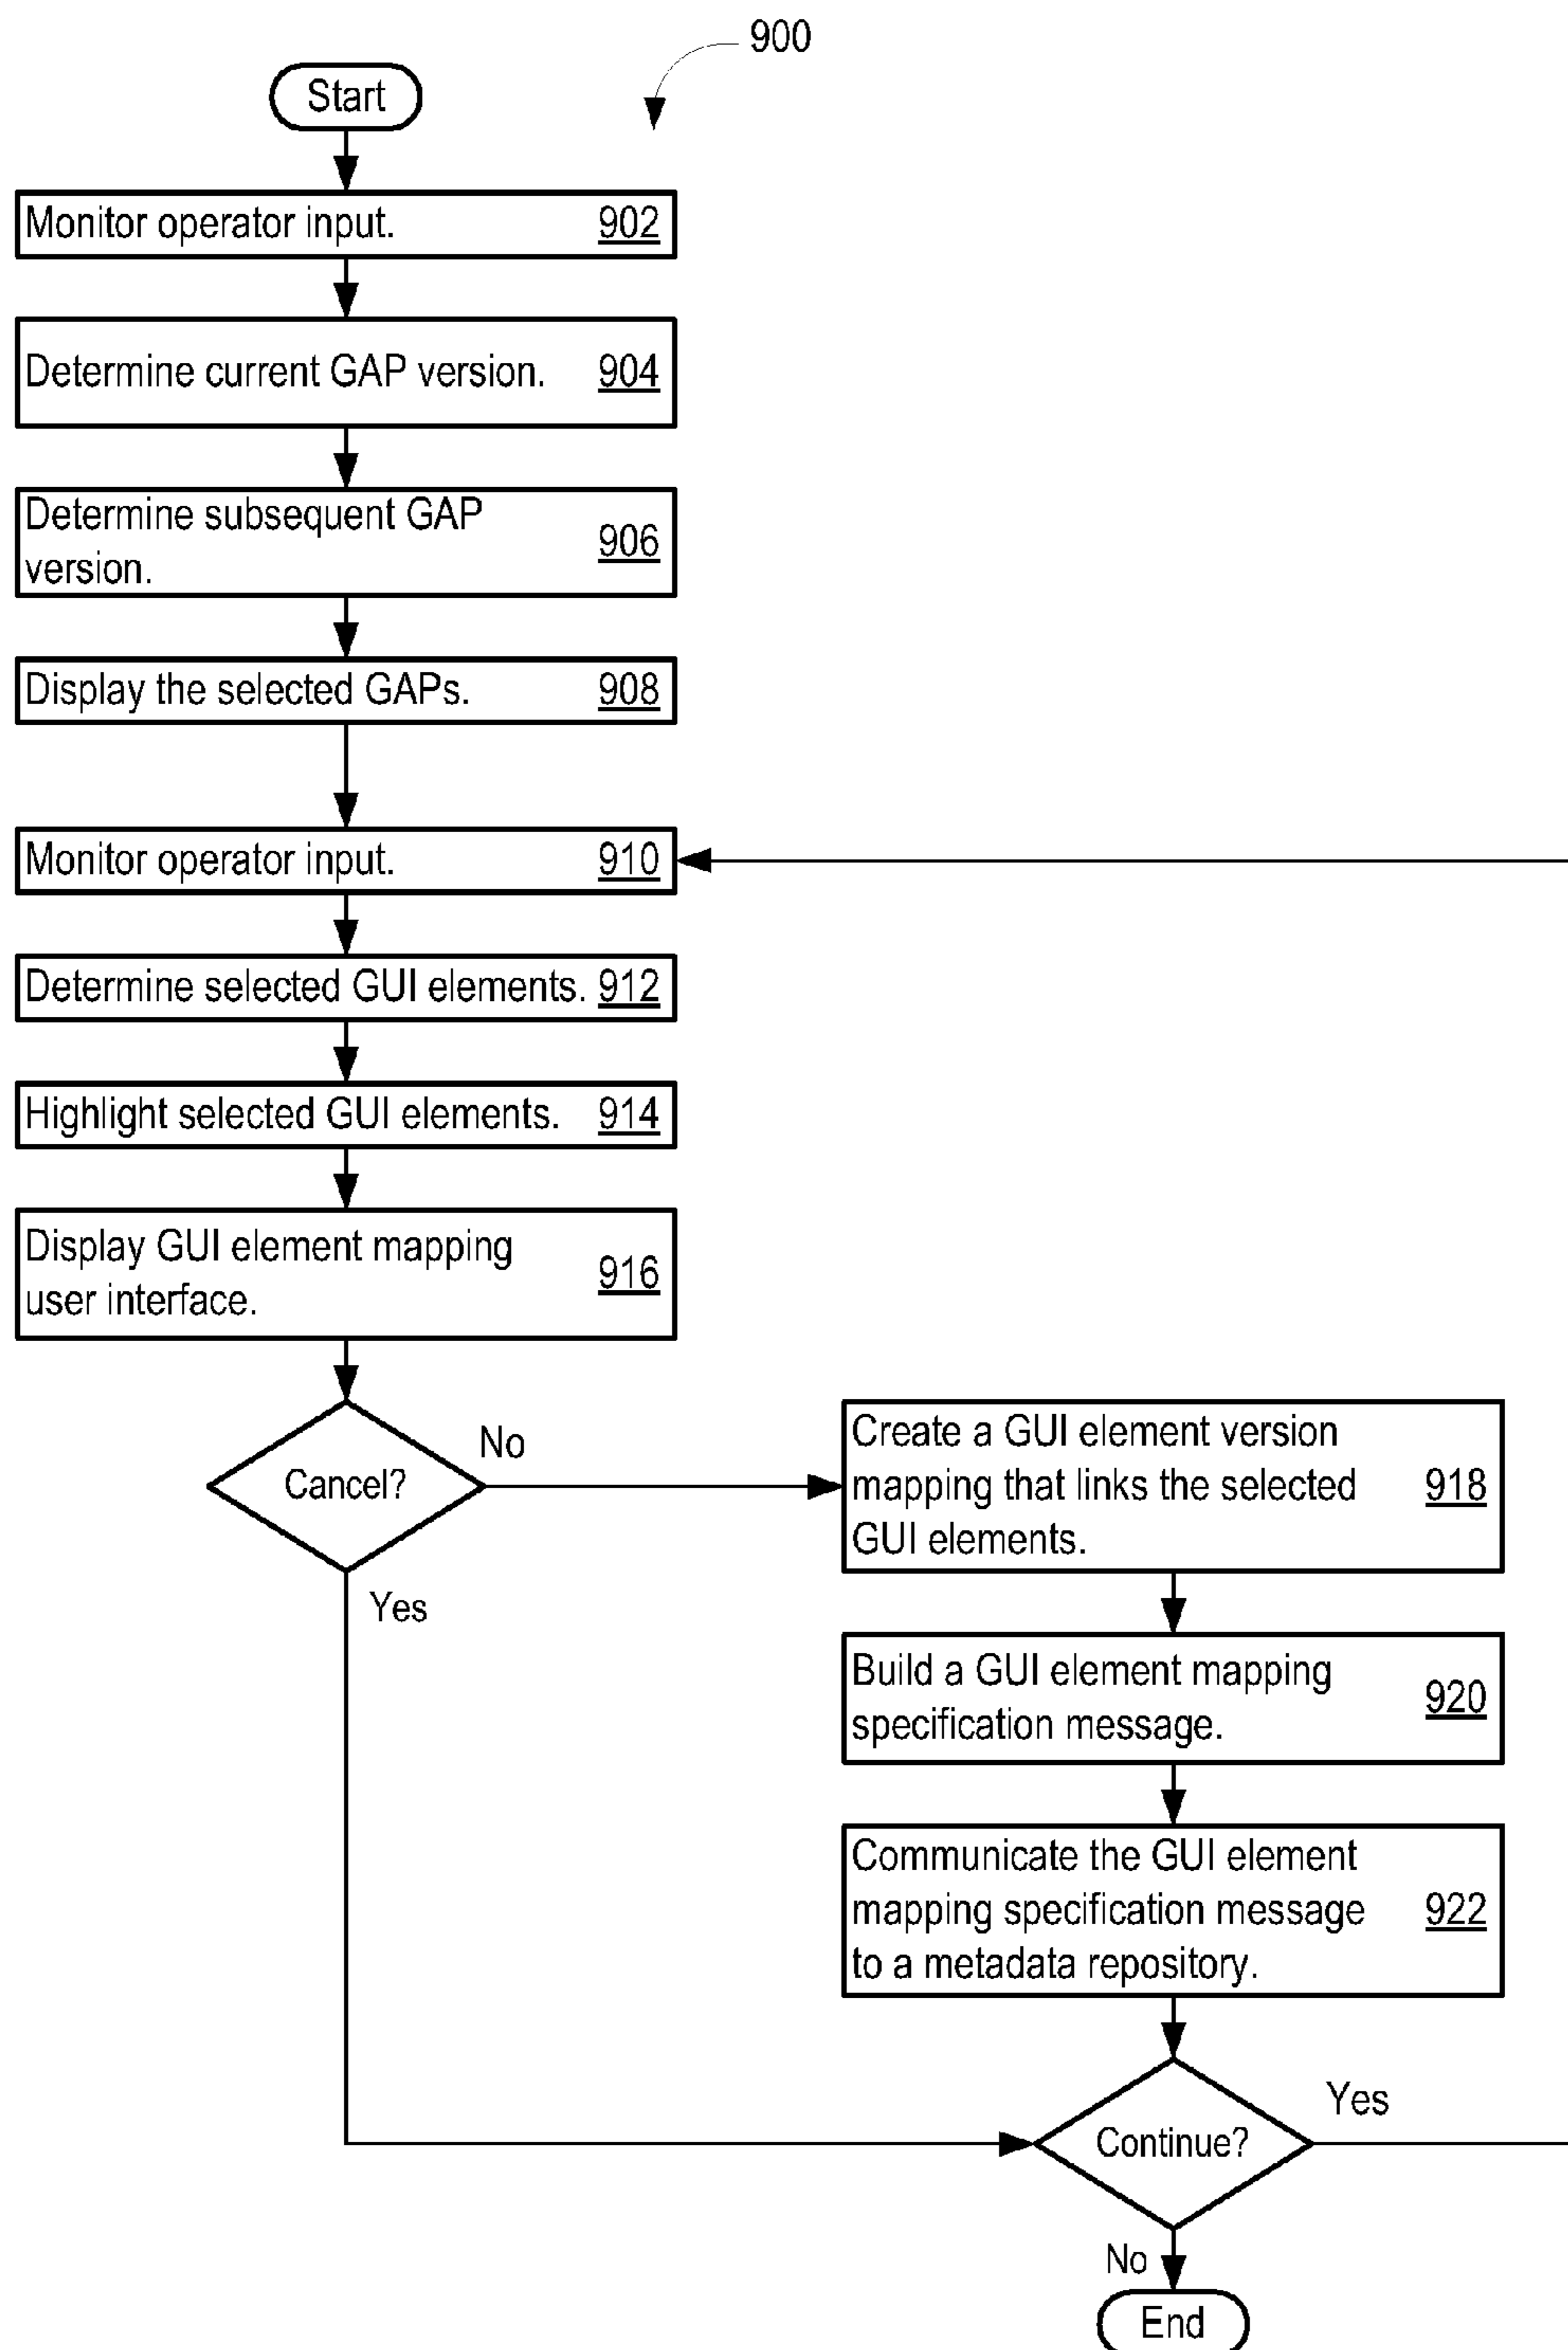 900
Start
Monitor operator input. 902
Determine current GAP version. 904
Determine subsequent GAP
version.
906
Display the selected GAPs. 908
Monitor operator input. 910
Determine selected GUI elements. 912
Highlight selected GUI elements. 914
Display GUI element mapping
user interface.
916
Cancel?
No
Yes
Create a GUI element version
mapping that links the selected
GUI elements.
918
Build a GUI element mapping
specification message.
920
Communicate the GUI element
mapping specification message
to a metadata repository.
922
Continue?
Yes
No
End